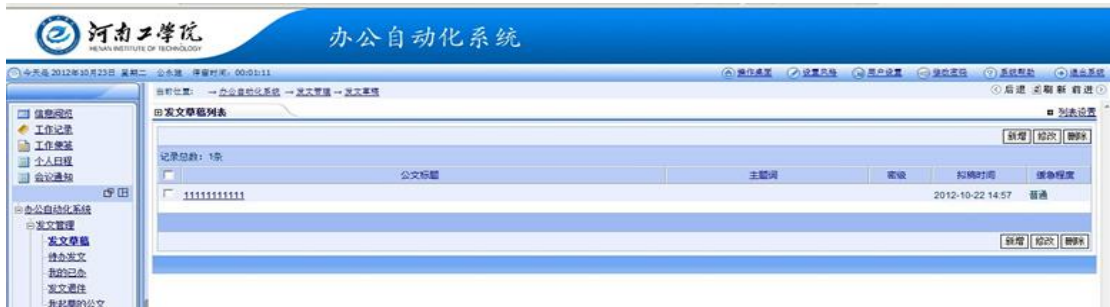 河南工学院
HENAN INSTITUTE OF TECHNOLOGY
办公自动化系统
今天是 2012年10月23日 星期二 停留时间: 00:01:11
操作桌面 设置风格 用户设置 修改密码 系统帮助 退出系统
当前位置: → 办公自动化系统 → 发文管理 → 发文草稿
后退 刷新 前进
信息阅览
工作记录
工作便笺
个人日程
会议通知
办公自动化系统
发文管理
发文草稿
待办发文
我的已办
发文退件
我起草的公文
发文草稿列表
列表设置
新增 修改 删除
记录总数: 1条
公文标题 主题词 密级 拟稿时间 缓急程度
11111111111 2012-10-22 14:57 普通
新增 修改 删除